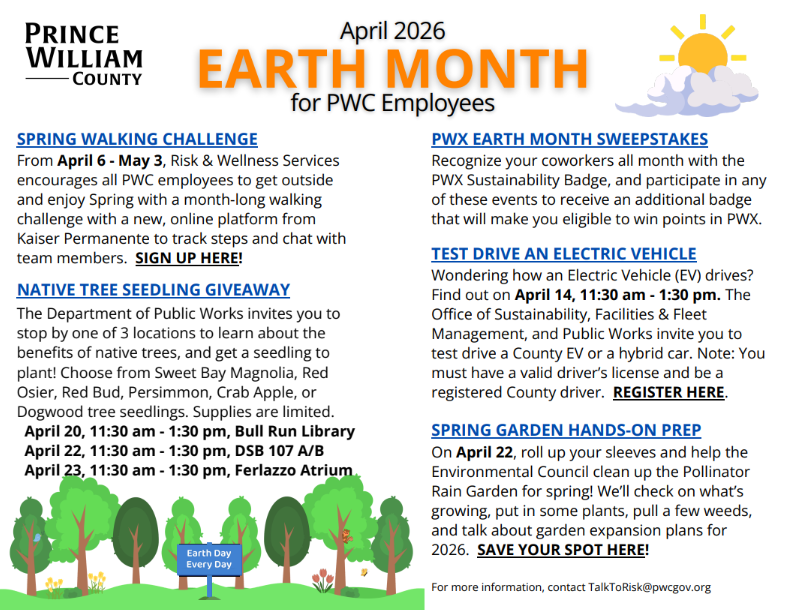 PRINCE
WILLIAM
COUNTY
April 2026
EARTH MONTH
for PWC Employees
SPRING WALKING CHALLENGE
From April 6 - May 3, Risk & Wellness Services
encourages all PWC employees to get outside
and enjoy Spring with a month-long walking
challenge with a new, online platform from
Kaiser Permanente to track steps and chat with
team members. SIGN UP HERE!
NATIVE TREE SEEDLING GIVEAWAY
The Department of Public Works invites you to
stop by one of 3 locations to learn about the
benefits of native trees, and get a seedling to
plant! Choose from Sweet Bay Magnolia, Red
Osier, Red Bud, Persimmon, Crab Apple, or
Dogwood tree seedlings. Supplies are limited.
April 20, 11:30 am - 1:30 pm, Bull Run Library
April 22, 11:30 am - 1:30 pm, DSB 107 A/B
April 23, 11:30 am - 1:30 pm, Ferlazzo Atrium
Earth Day
Every Day
PWX EARTH MONTH SWEEPSTAKES
Recognize your coworkers all month with the
PWX Sustainability Badge, and participate in any
of these events to receive an additional badge
that will make you eligible to win points in PWX.
TEST DRIVE AN ELECTRIC VEHICLE
Wondering how an Electric Vehicle (EV) drives?
Find out on April 14, 11:30 am - 1:30 pm. The
Office of Sustainability, Facilities & Fleet
Management, and Public Works invite you to
test drive a County EV or a hybrid car. Note: You
must have a valid driver's license and be a
registered County driver. REGISTER HERE.
SPRING GARDEN HANDS-ON PREP
On April 22, roll up your sleeves and help the
Environmental Council clean up the Pollinator
Rain Garden for spring! We'll check on what's
growing, put in some plants, pull a few weeds,
and talk about garden expansion plans for
2026. SAVE YOUR SPOT HERE!
For more information, contact TalkToRisk@pwcgov.org